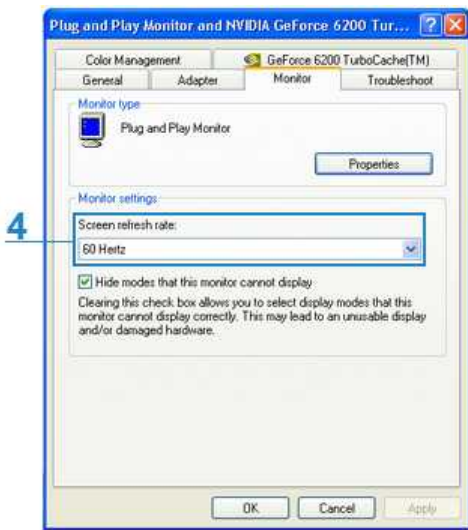 Plug and Play Monitor and NVIDIA GeForce 6200 Tur...
Color Management
GeForce 6200 TurboCache(TM)
General
Adapter
Monitor
Troubleshoot
Monitor type
Plug and Play Monitor
Properties
Monitor settings
4
Screen refresh rate:
60 Hertz
Hide modes that this monitor cannot display
Clearing this check box allows you to select display modes that this
monitor cannot display correctly. This may lead to an unusable display
and/or damaged hardware.
OK
Cancel
Apply